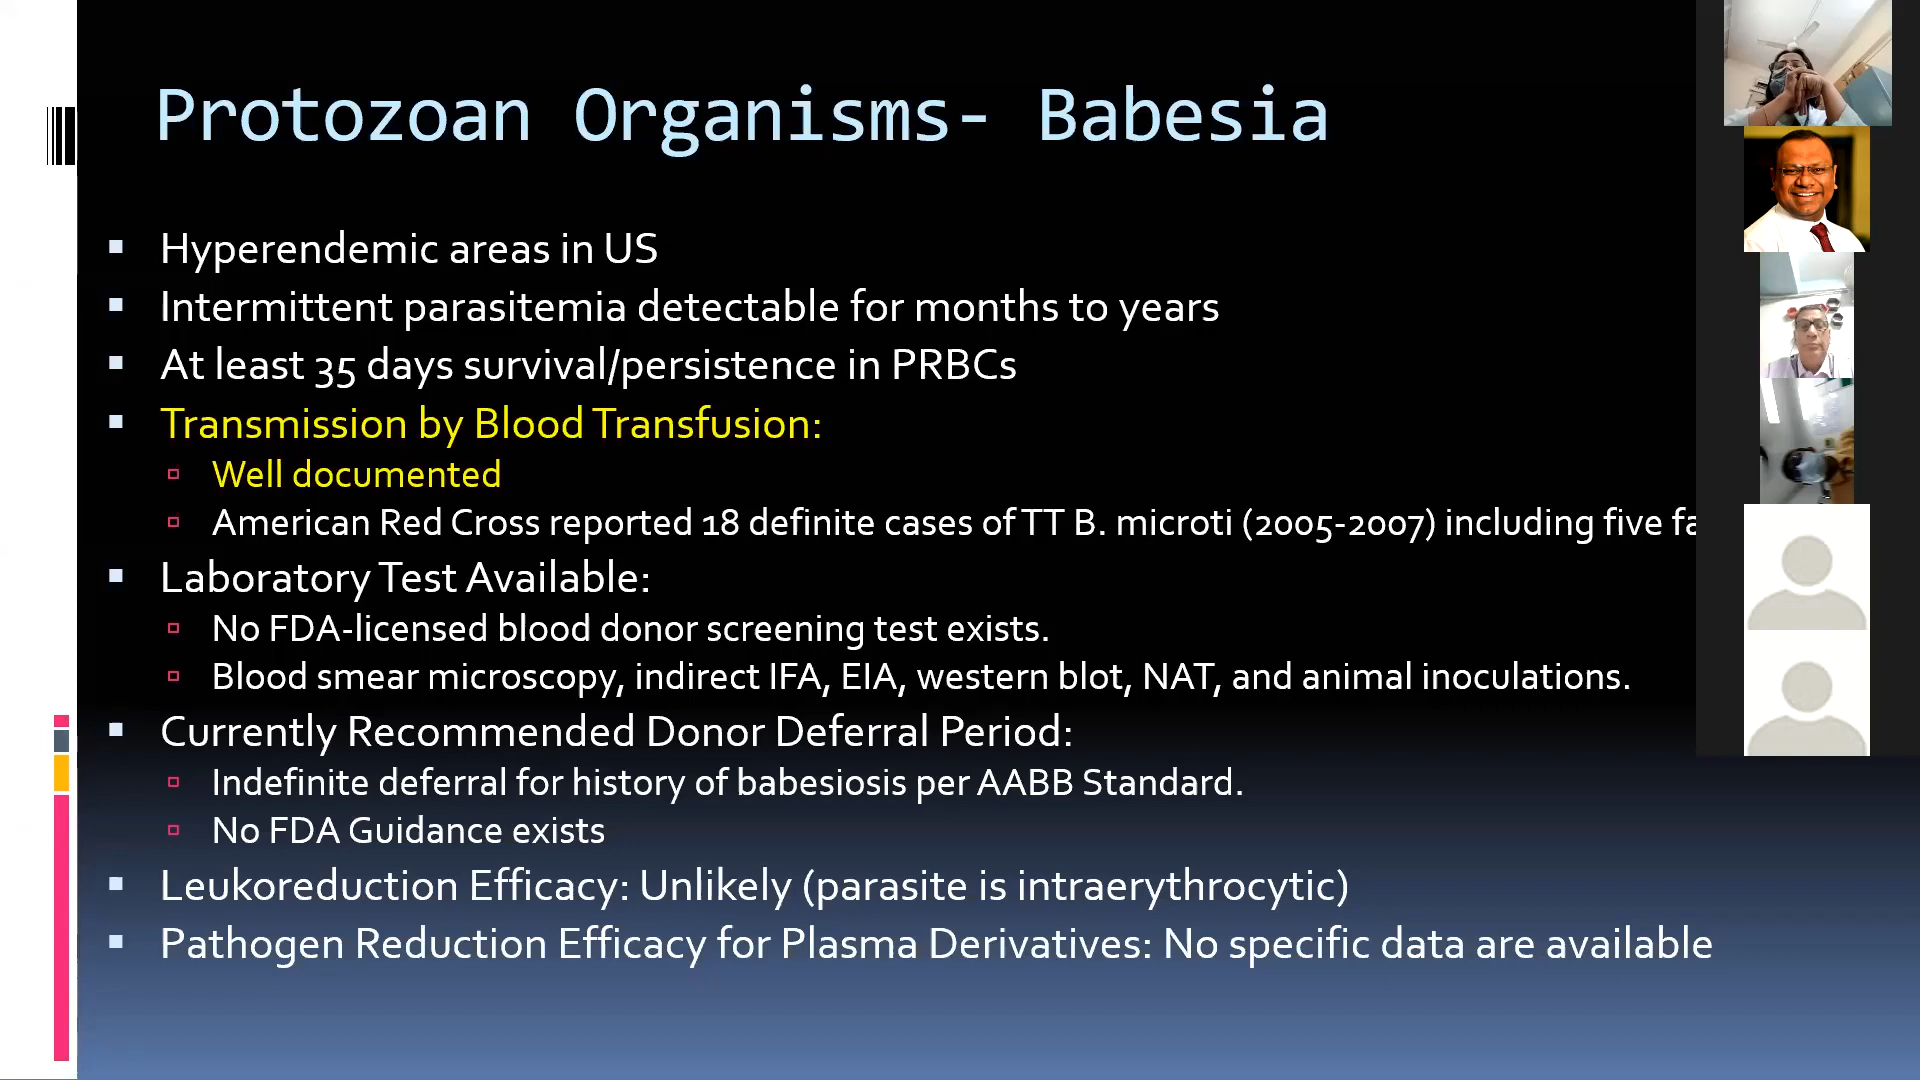 Protozoan Organisms- Babesia
Hyperendemic areas in US
Intermittent parasitemia detectable for months to years
At least 35 days survival/persistence in PRBCs
Transmission by Blood Transfusion:
Well documented
American Red Cross reported 18 definite cases of TT B. microti (2005-2007) including five
Laboratory Test Available:
No FDA-licensed blood donor screening test exists.
Blood smear microscopy, indirect IFA, EIA, western blot, NAT, and animal inoculations.
Currently Recommended Donor Deferral Period:
Indefinite deferral for history of babesiosis per AABB Standard.
No FDA Guidance exists
Leukoreduction Efficacy: Unlikely (parasite is intraerythrocytic)
Pathogen Reduction Efficacy for Plasma Derivatives: No specific data are available